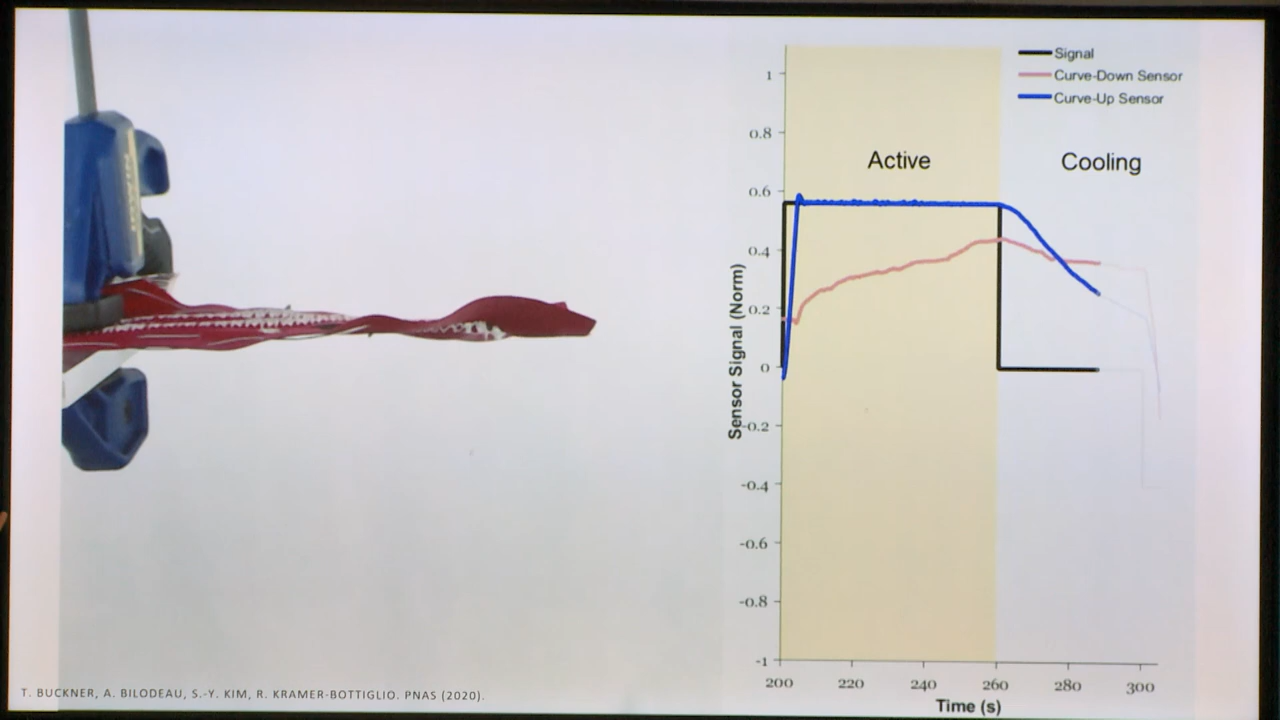 Signal
Curve-Down Sensor
Curve-Up Sensor
Active
Cooling
1
0.8
0.6
0.4
0.2
0
-0.2
-0.4
-0.6
-0.8
-1
Sensor Signal (Norm)
200
220
240
260
280
300
Time (s)
T. BUCKNER, A. BILODEAU, S.-Y. KIM, R. KRAMER-BOTTIGLIO. PNAS (2020).